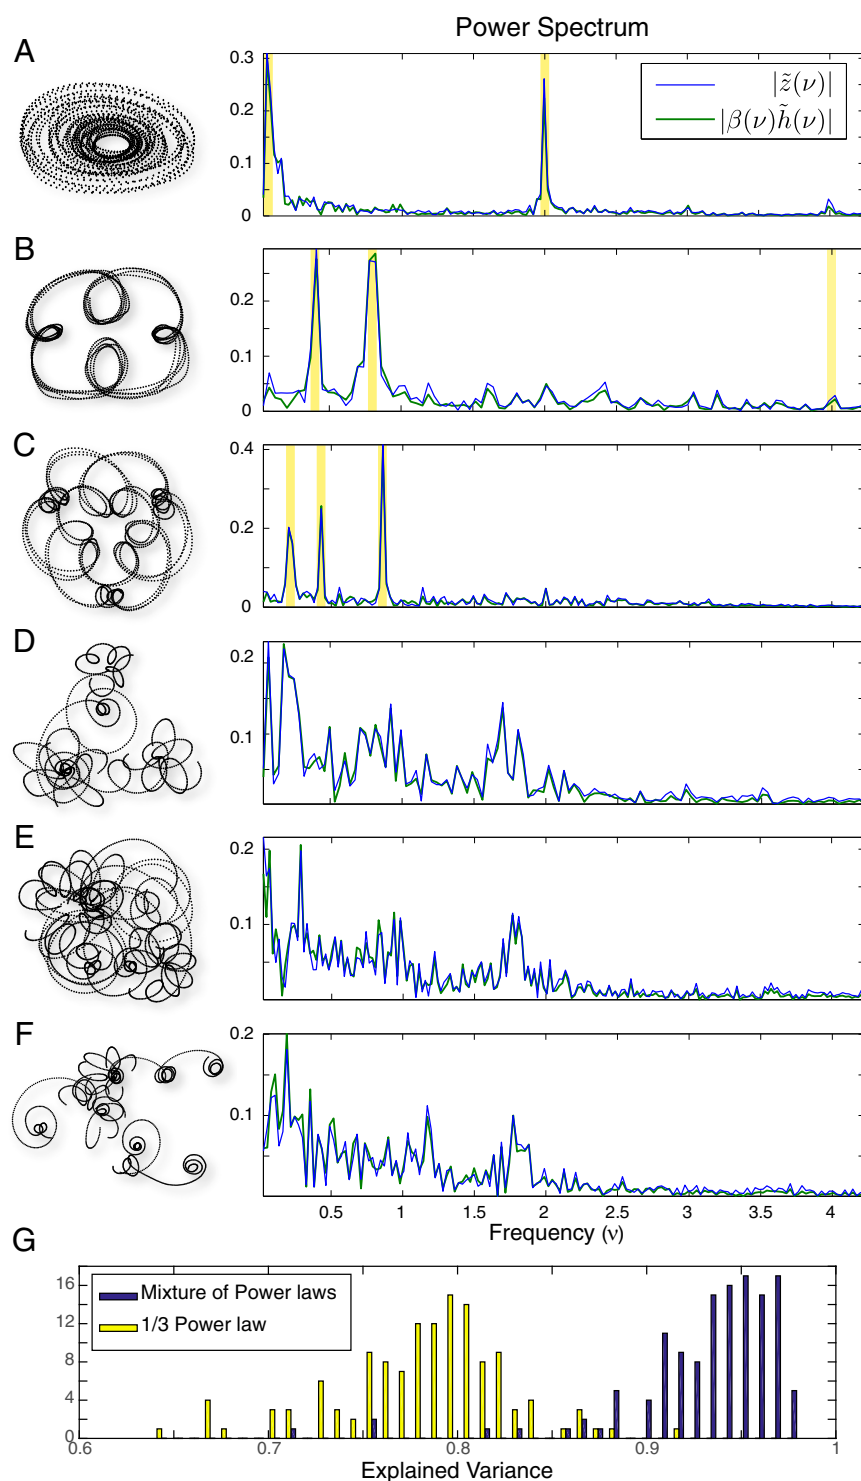 Power Spectrum
A
0.3
0.2
0.1
0
|z̃(ν)|
|β(ν)h̃(ν)|
B
0.2
0.1
0
C
0.4
0.2
0
D
0.2
0.1
E
0.2
0.1
F
0.2
0.1
0.5 1 1.5 2 2.5 3 3.5 4
Frequency (ν)
G
16
12
8
4
0
Mixture of Power laws
1/3 Power law
0.6 0.7 0.8 0.9 1
Explained Variance